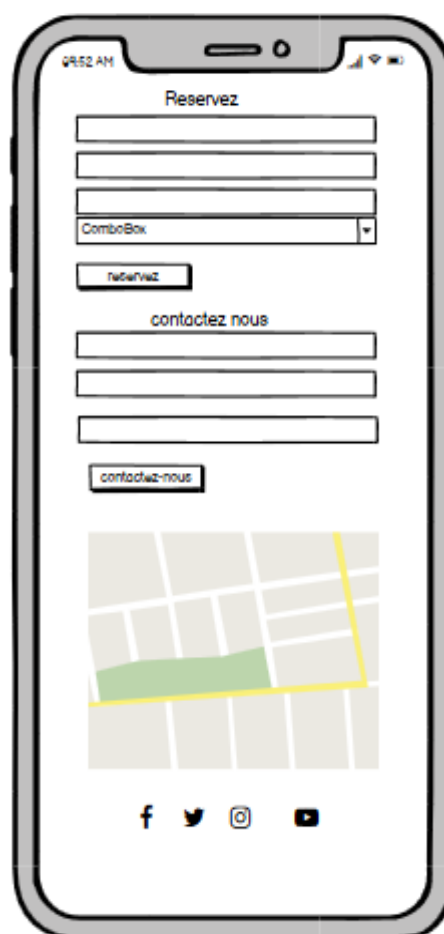 09:52 AM
Reservez
ComboBox
reservez
contactez nous
contactez-nous